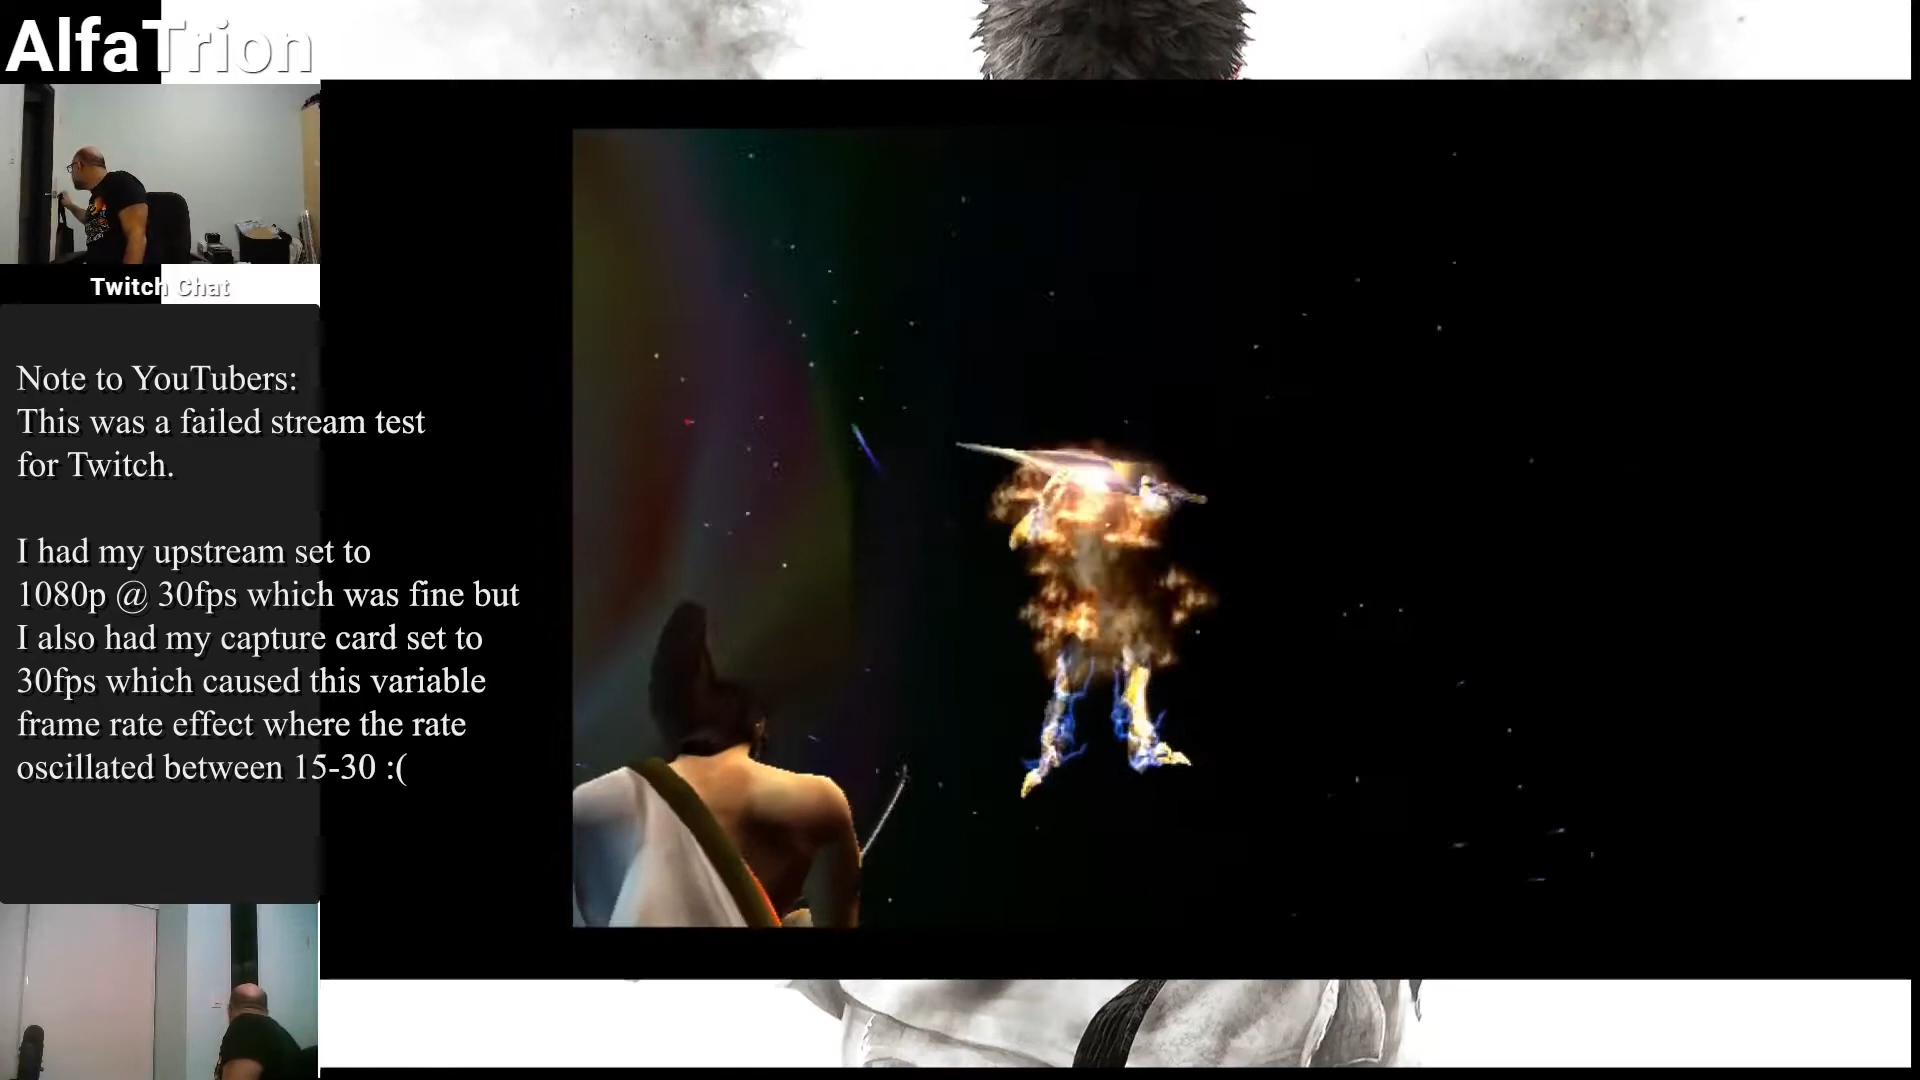 AlfaTrion
Twitch Chat
Note to YouTubers:
This was a failed stream test
for Twitch.
I had my upstream set to
1080p @ 30fps which was fine but
I also had my capture card set to
30fps which caused this variable
frame rate effect where the rate
oscillated between 15-30 :(